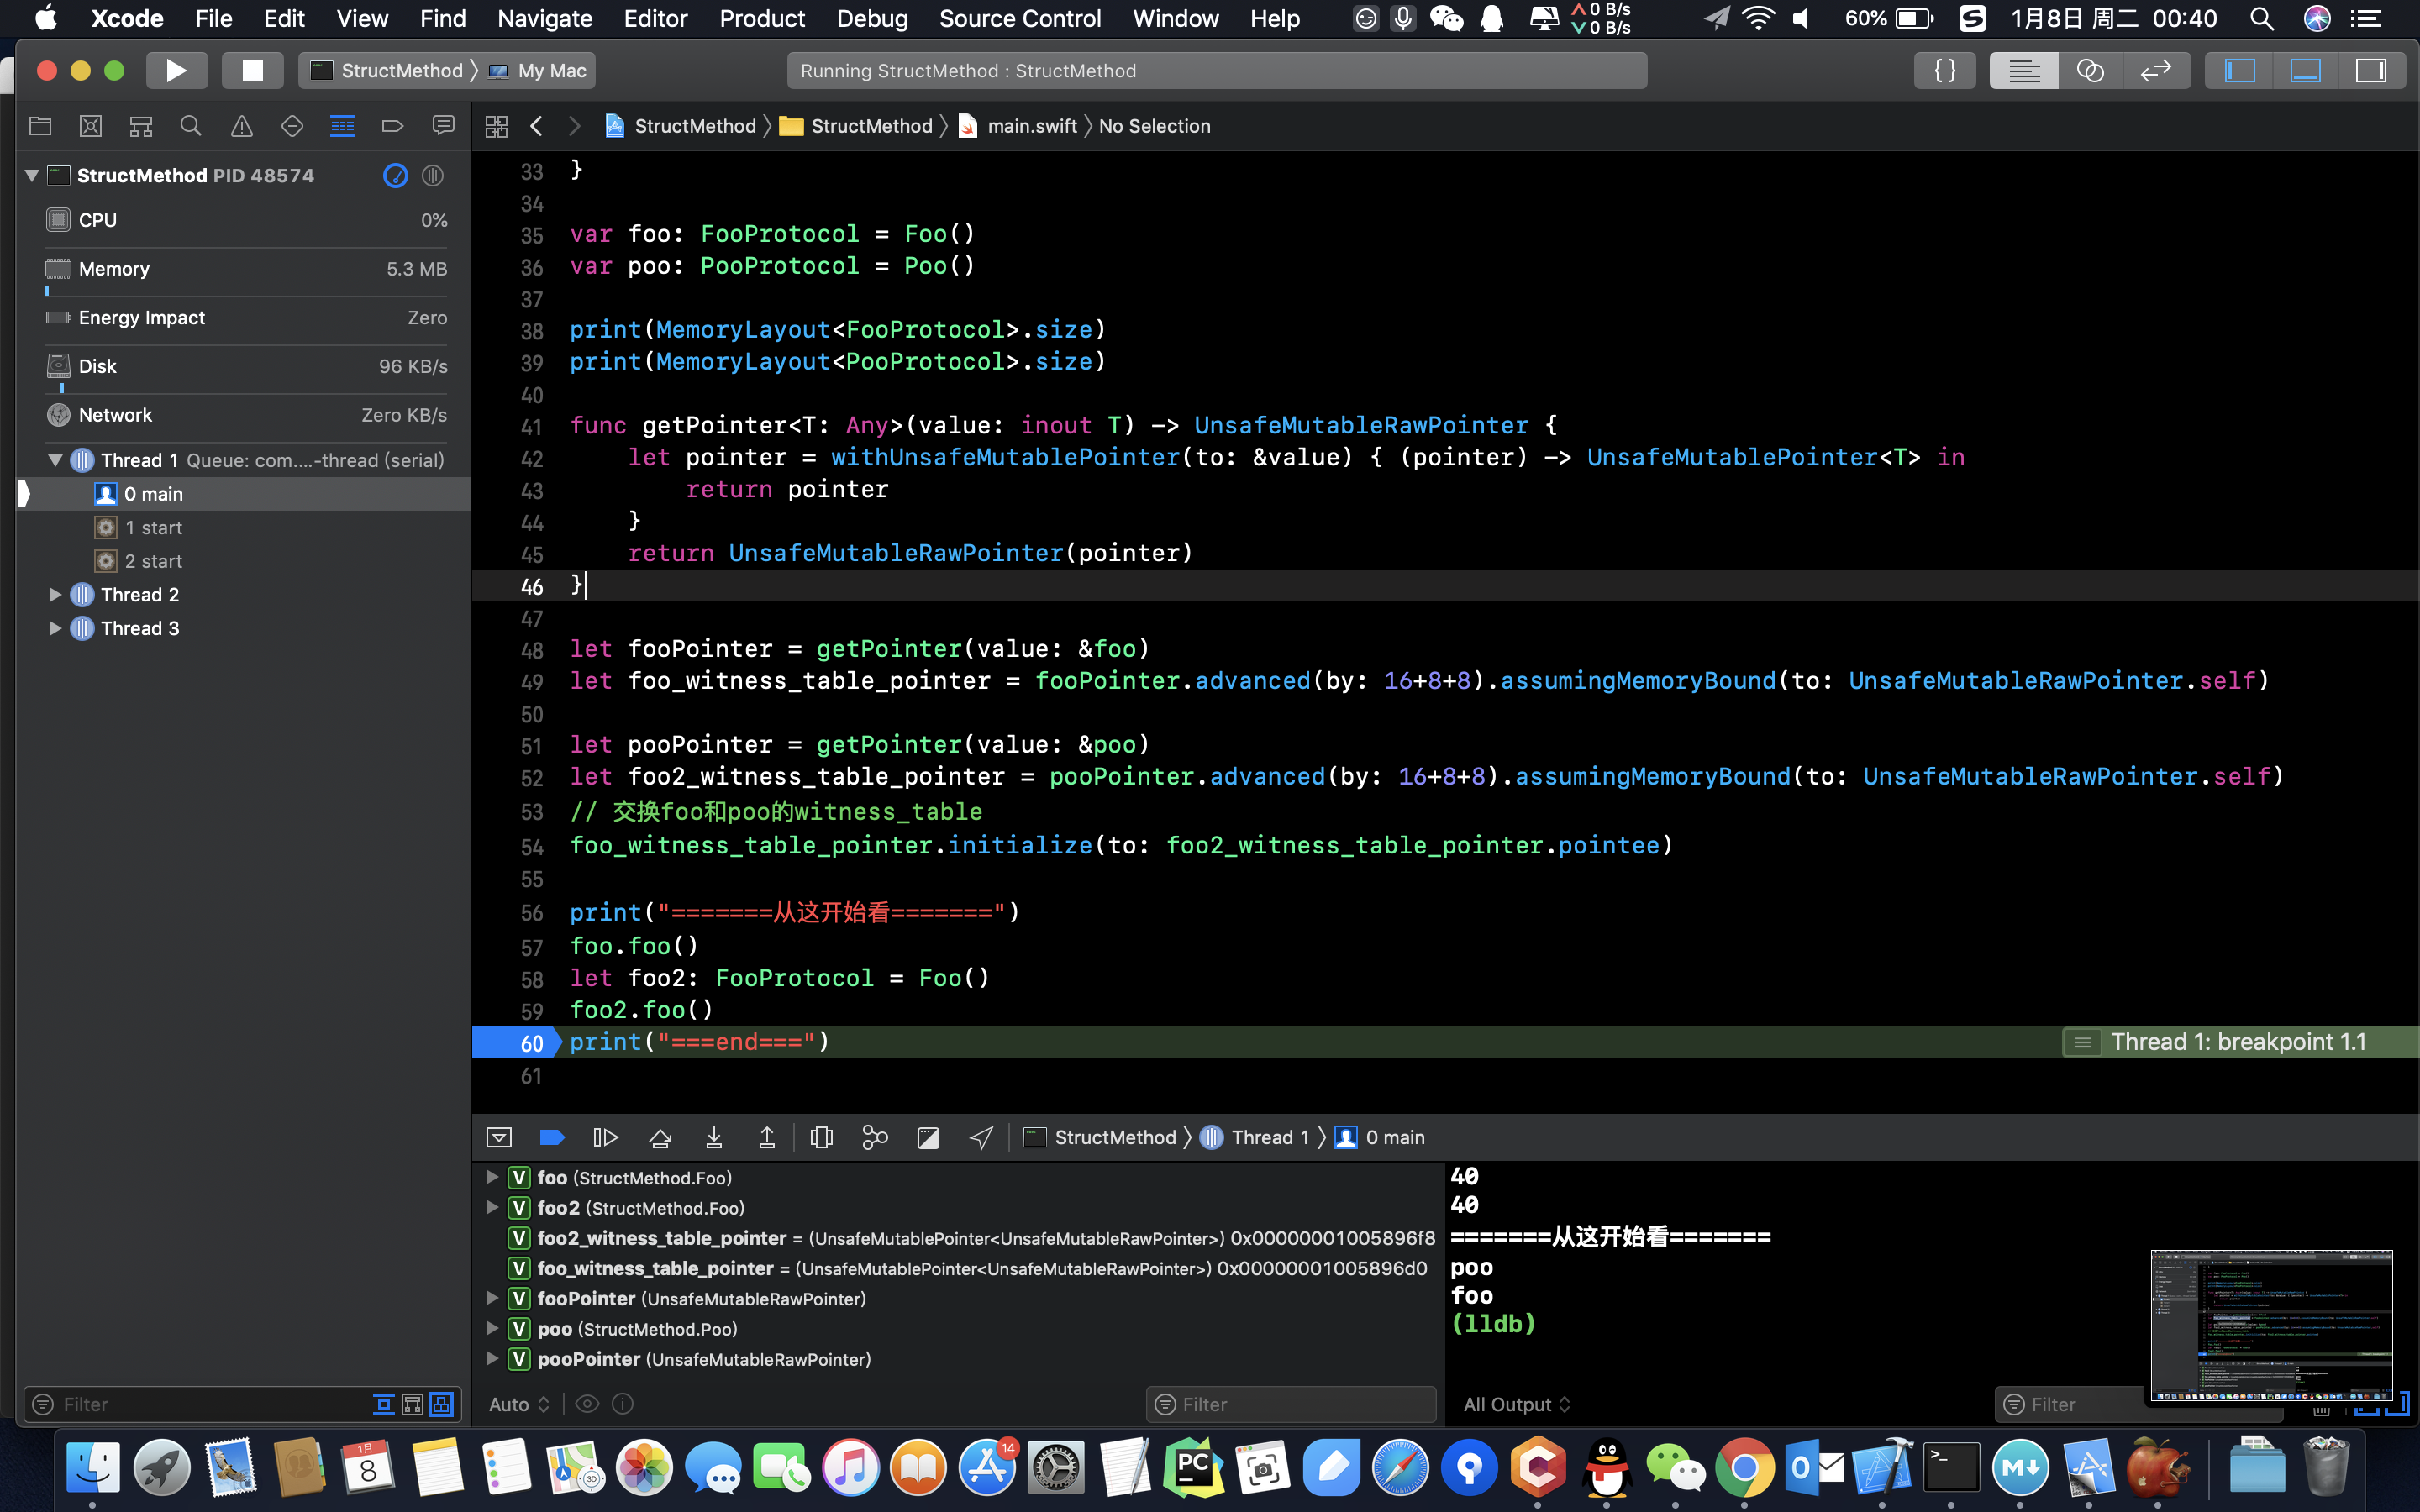 Xcode File Edit View Find Navigate Editor Product Debug Source Control Window Help 0 B/s 0 B/s 60% 1月8日 周二 00:40
StructMethod My Mac Running StructMethod : StructMethod
StructMethod StructMethod main.swift No Selection
StructMethod PID 48574
CPU 0%
Memory 5.3 MB
Energy Impact Zero
Disk 96 KB/s
Network Zero KB/s
Thread 1 Queue: com....-thread (serial)
0 main
1 start
2 start
Thread 2
Thread 3
Filter
33 }
34
35 var foo: FooProtocol = Foo()
36 var poo: PooProtocol = Poo()
37
38 print(MemoryLayout<FooProtocol>.size)
39 print(MemoryLayout<PooProtocol>.size)
40
41 func getPointer<T: Any>(value: inout T) -> UnsafeMutableRawPointer {
42 let pointer = withUnsafeMutablePointer(to: &value) { (pointer) -> UnsafeMutablePointer<T> in
43 return pointer
44 }
45 return UnsafeMutableRawPointer(pointer)
46 }
47
48 let fooPointer = getPointer(value: &foo)
49 let foo_witness_table_pointer = fooPointer.advanced(by: 16+8+8).assumingMemoryBound(to: UnsafeMutableRawPointer.self)
50
51 let pooPointer = getPointer(value: &poo)
52 let foo2_witness_table_pointer = pooPointer.advanced(by: 16+8+8).assumingMemoryBound(to: UnsafeMutableRawPointer.self)
53 // 交换foo和poo的witness_table
54 foo_witness_table_pointer.initialize(to: foo2_witness_table_pointer.pointee)
55
56 print("=======从这开始看=======")
57 foo.foo()
58 let foo2: FooProtocol = Foo()
59 foo2.foo()
60 print("===end===") Thread 1: breakpoint 1.1
61
StructMethod Thread 1 0 main
V foo (StructMethod.Foo)
V foo2 (StructMethod.Foo)
V foo2_witness_table_pointer = (UnsafeMutablePointer<UnsafeMutableRawPointer>) 0x00000001005896f8
V foo_witness_table_pointer = (UnsafeMutablePointer<UnsafeMutableRawPointer>) 0x00000001005896d0
V fooPointer (UnsafeMutableRawPointer)
V poo (StructMethod.Poo)
V pooPointer (UnsafeMutableRawPointer)
Auto Filter
40
40
=======从这开始看=======
poo
foo
(lldb)
All Output Filter
1月 8 3D 14 PC O >_ M↓